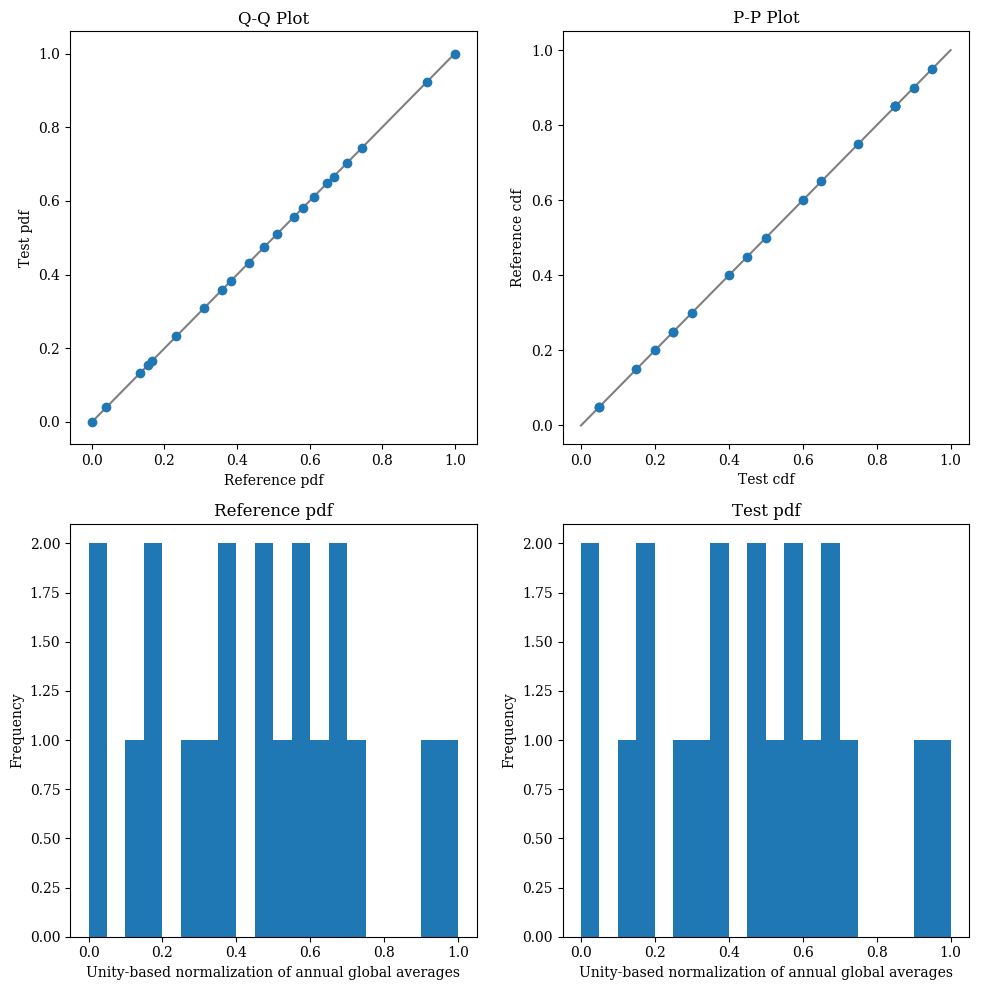 Q-Q Plot
1.0
0.8
0.6
0.4
0.2
0.0
Test pdf
0.0 0.2 0.4 0.6 0.8 1.0
Reference pdf
P-P Plot
1.0
0.8
0.6
0.4
0.2
0.0
Reference cdf
0.0 0.2 0.4 0.6 0.8 1.0
Test cdf
Reference pdf
2.00
1.75
1.50
1.25
1.00
0.75
0.50
0.25
0.00
Frequency
0.0 0.2 0.4 0.6 0.8 1.0
Unity-based normalization of annual global averages
Test pdf
2.00
1.75
1.50
1.25
1.00
0.75
0.50
0.25
0.00
Frequency
0.0 0.2 0.4 0.6 0.8 1.0
Unity-based normalization of annual global averages